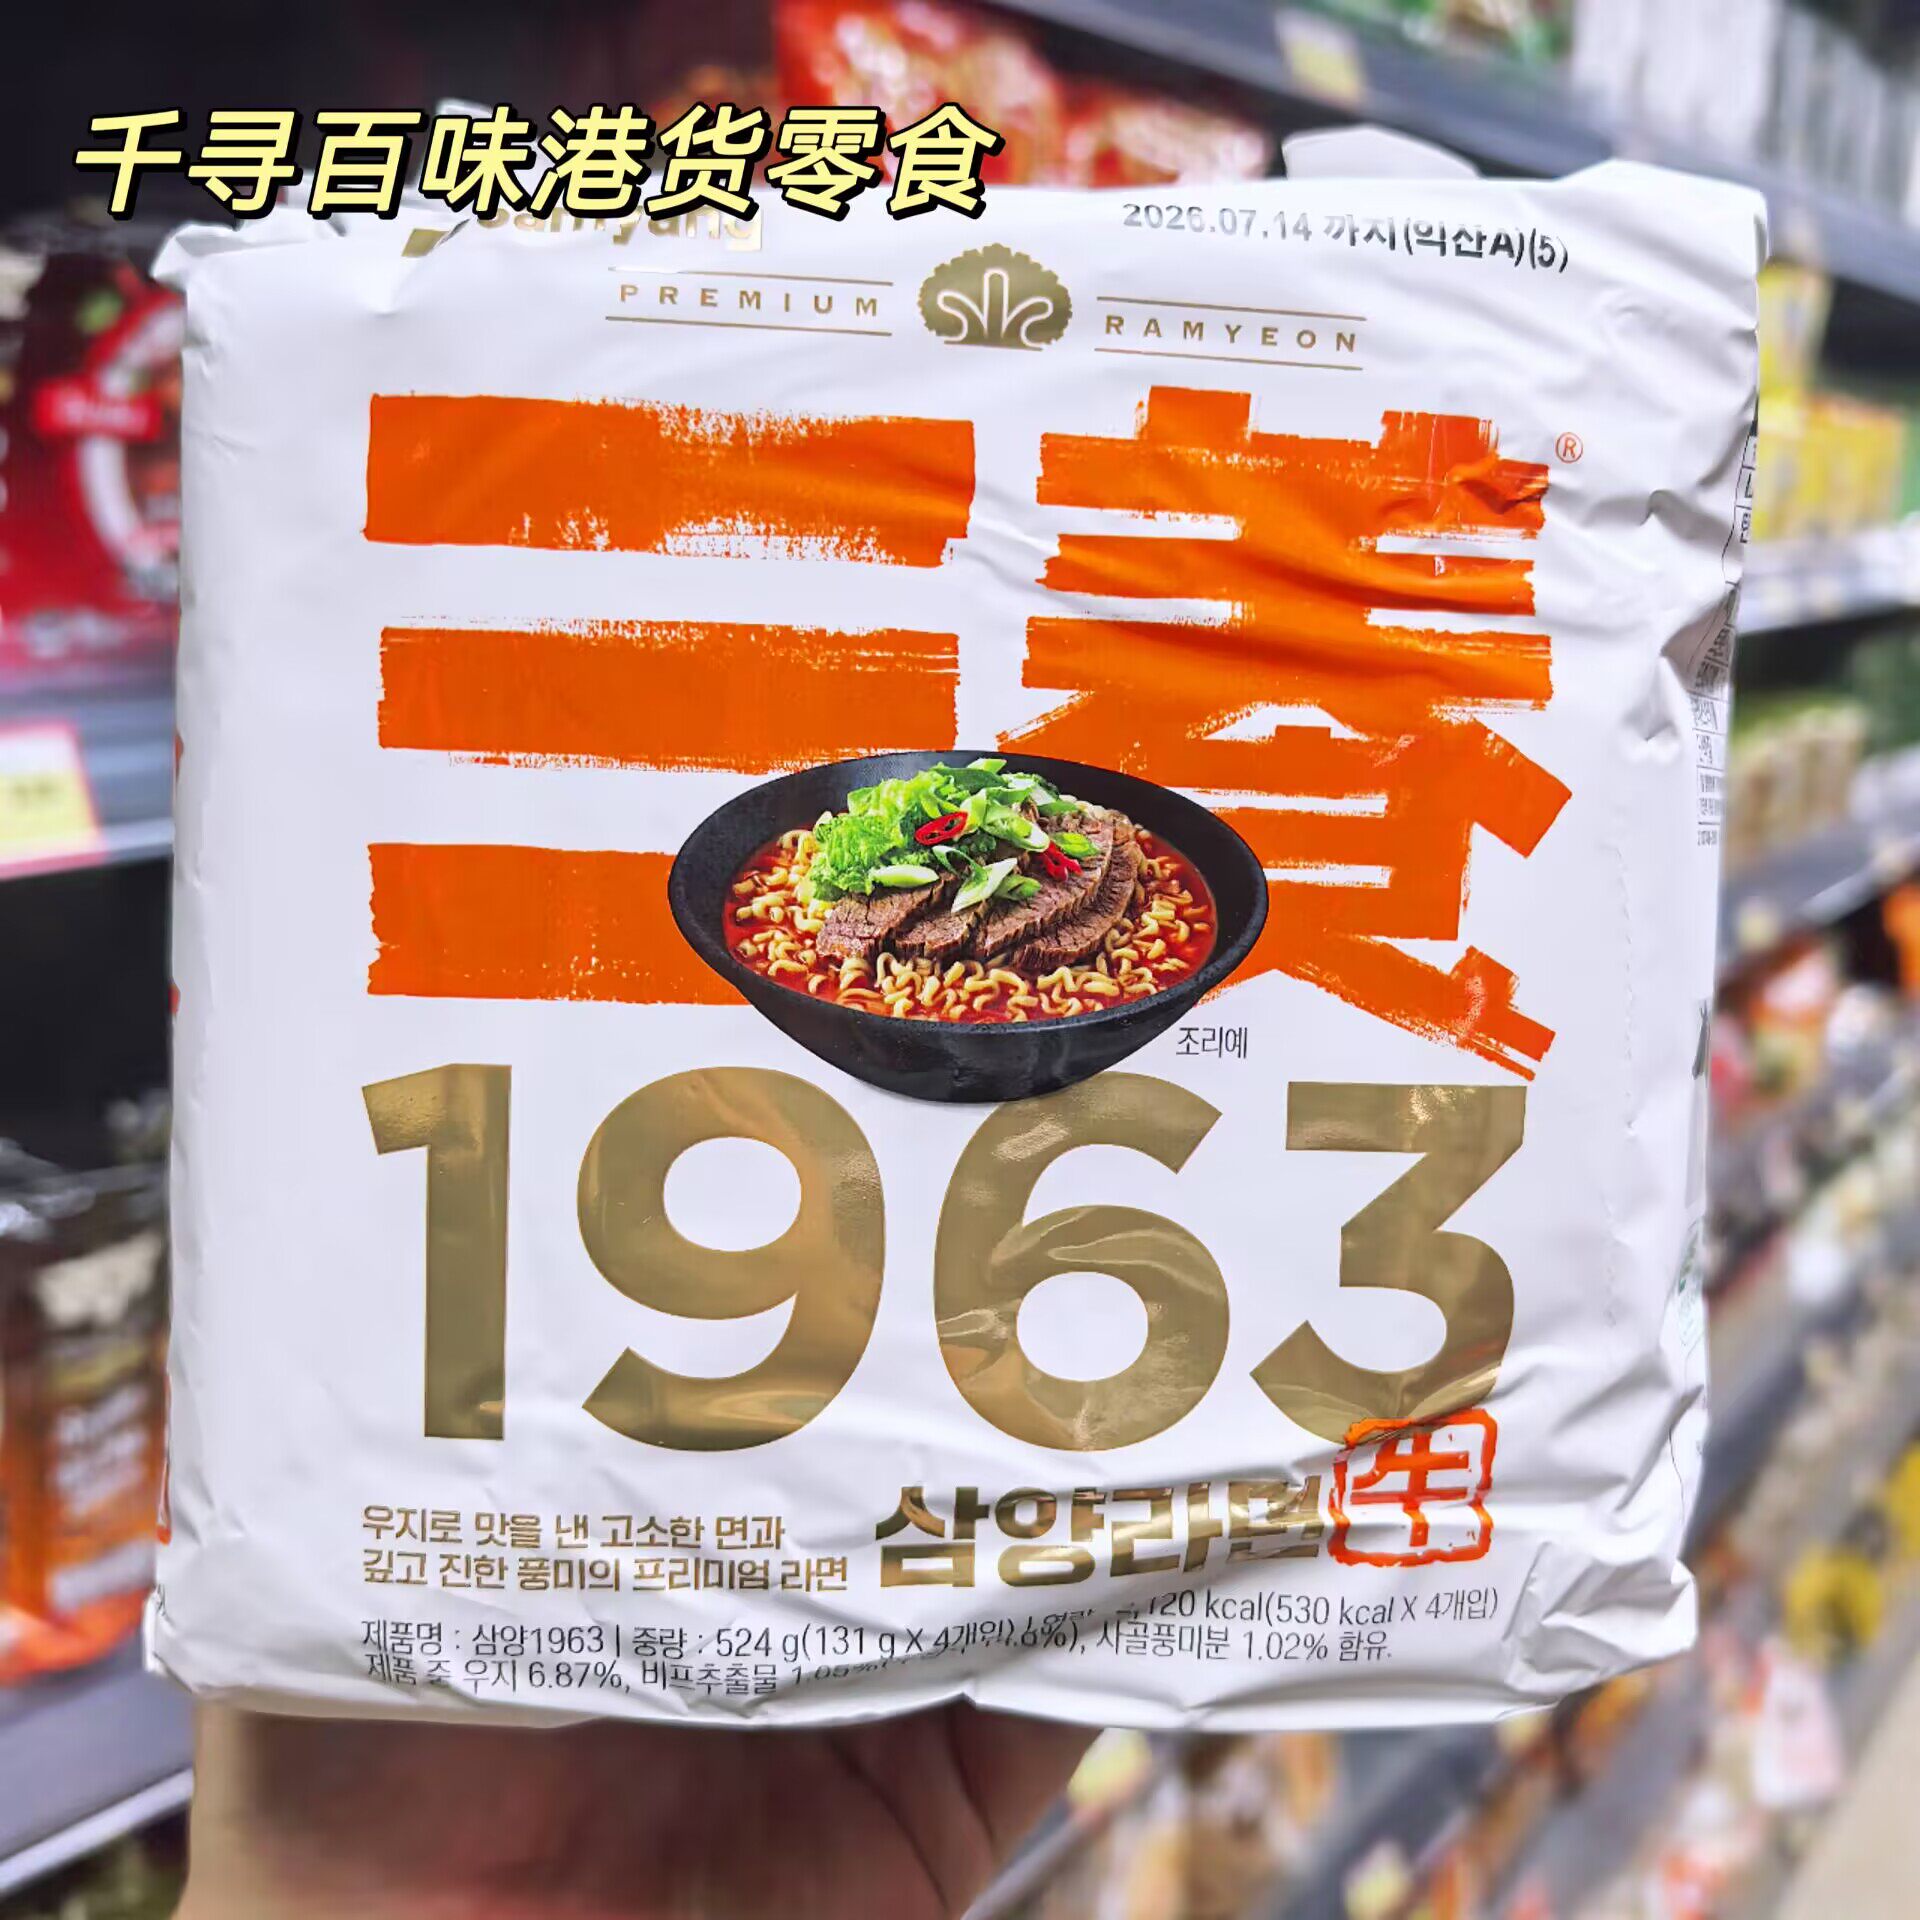 千寻百味港货零食
samyang
2026.07.14 까지(익산A)(5)
PREMIUM RAMYEON
三養®
조리예
1963
삼양라면 牛
우지로 맛을 낸 고소한 면과
깊고 진한 풍미의 프리미엄 라면
제품명 : 삼양1963 | 중량 : 524 g(131 g X 4개입) 120 kcal(530 kcal X 4개입)
제품 중 우지 6.87%, 비프추출물 사골풍미분 1.02% 함유.